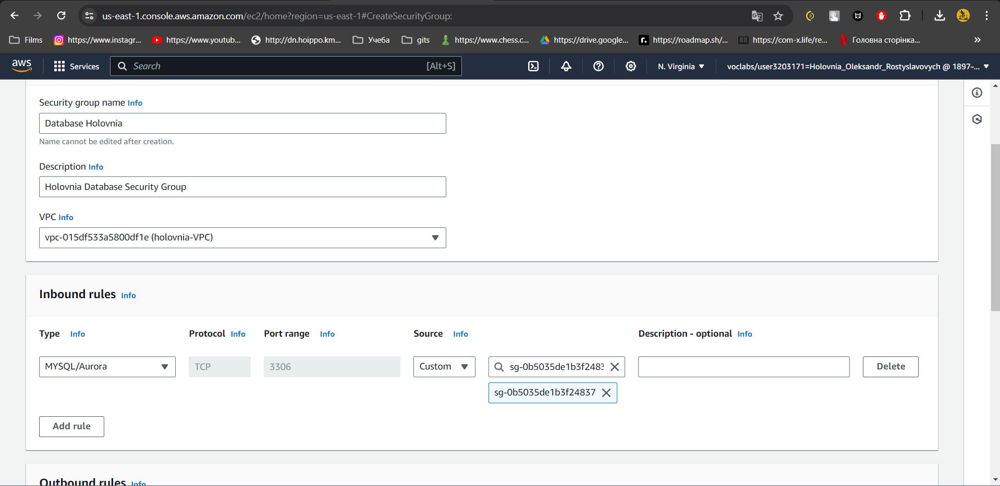 us-east-1.console.aws.amazon.com/ec2/home?region=us-east-1#CreateSecurityGroup:
Films https://www.instagr... https://www.youtub... http://dn.hoippo.km... Учеба gits https://www.chess.c... https://drive.google... https://roadmap.sh/... https://com-x.life/re... Головна сторінка... »
aws Services Search [Alt+S] N. Virginia voclabs/user3203171=Holovnia_Oleksandr_Rostyslavovych @ 1897-...
Security group name Info
Database Holovnia
Name cannot be edited after creation.
Description Info
Holovnia Database Security Group
VPC Info
vpc-015df533a5800df1e (holovnia-VPC)
Inbound rules Info
Type Info Protocol Info Port range Info Source Info Description - optional Info
MYSQL/Aurora TCP 3306 Custom sg-0b5035de1b3f2483 Delete
sg-0b5035de1b3f24837
Add rule
Outbound rules Info